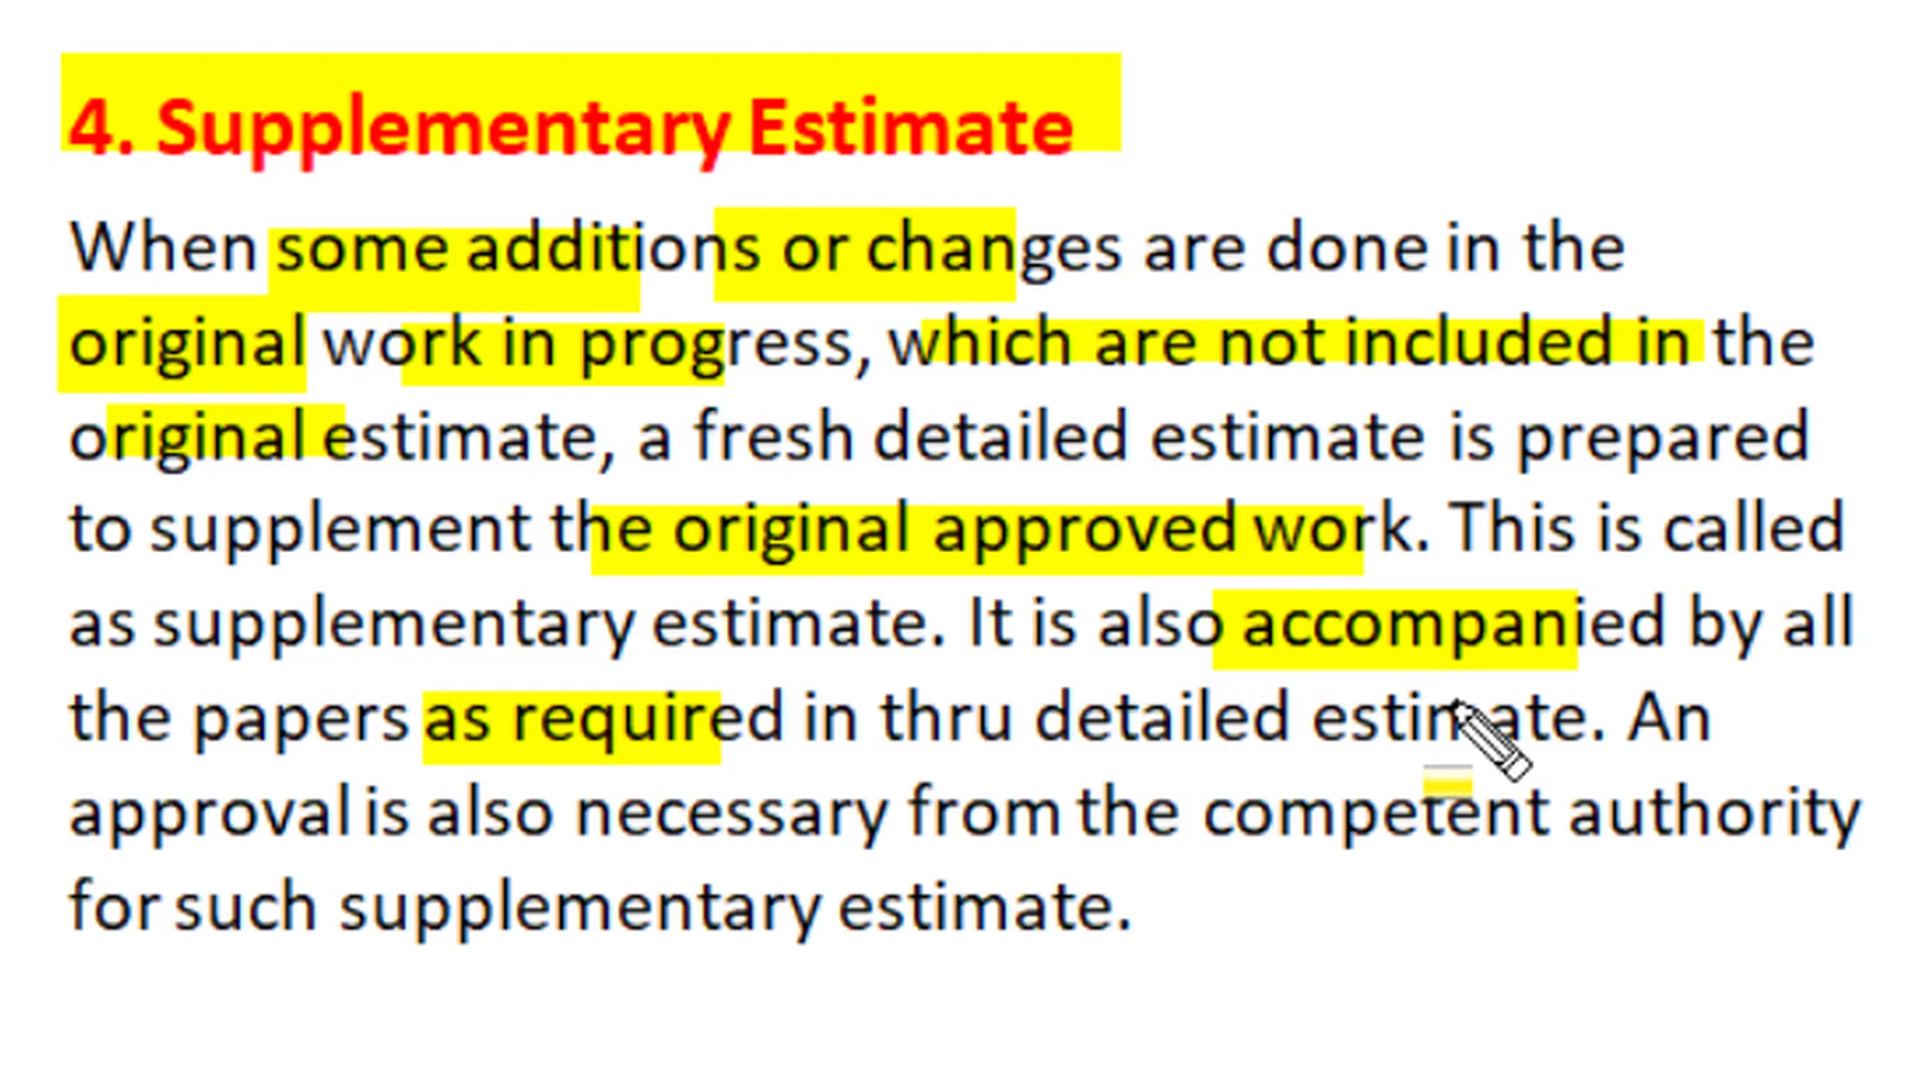 4. Supplementary Estimate
When some additions or changes are done in the
original work in progress, which are not included in the
original estimate, a fresh detailed estimate is prepared
to supplement the original approved work. This is called
as supplementary estimate. It is also accompanied by all
the papers as required in thru detailed estimate. An
approval is also necessary from the competent authority
for such supplementary estimate.